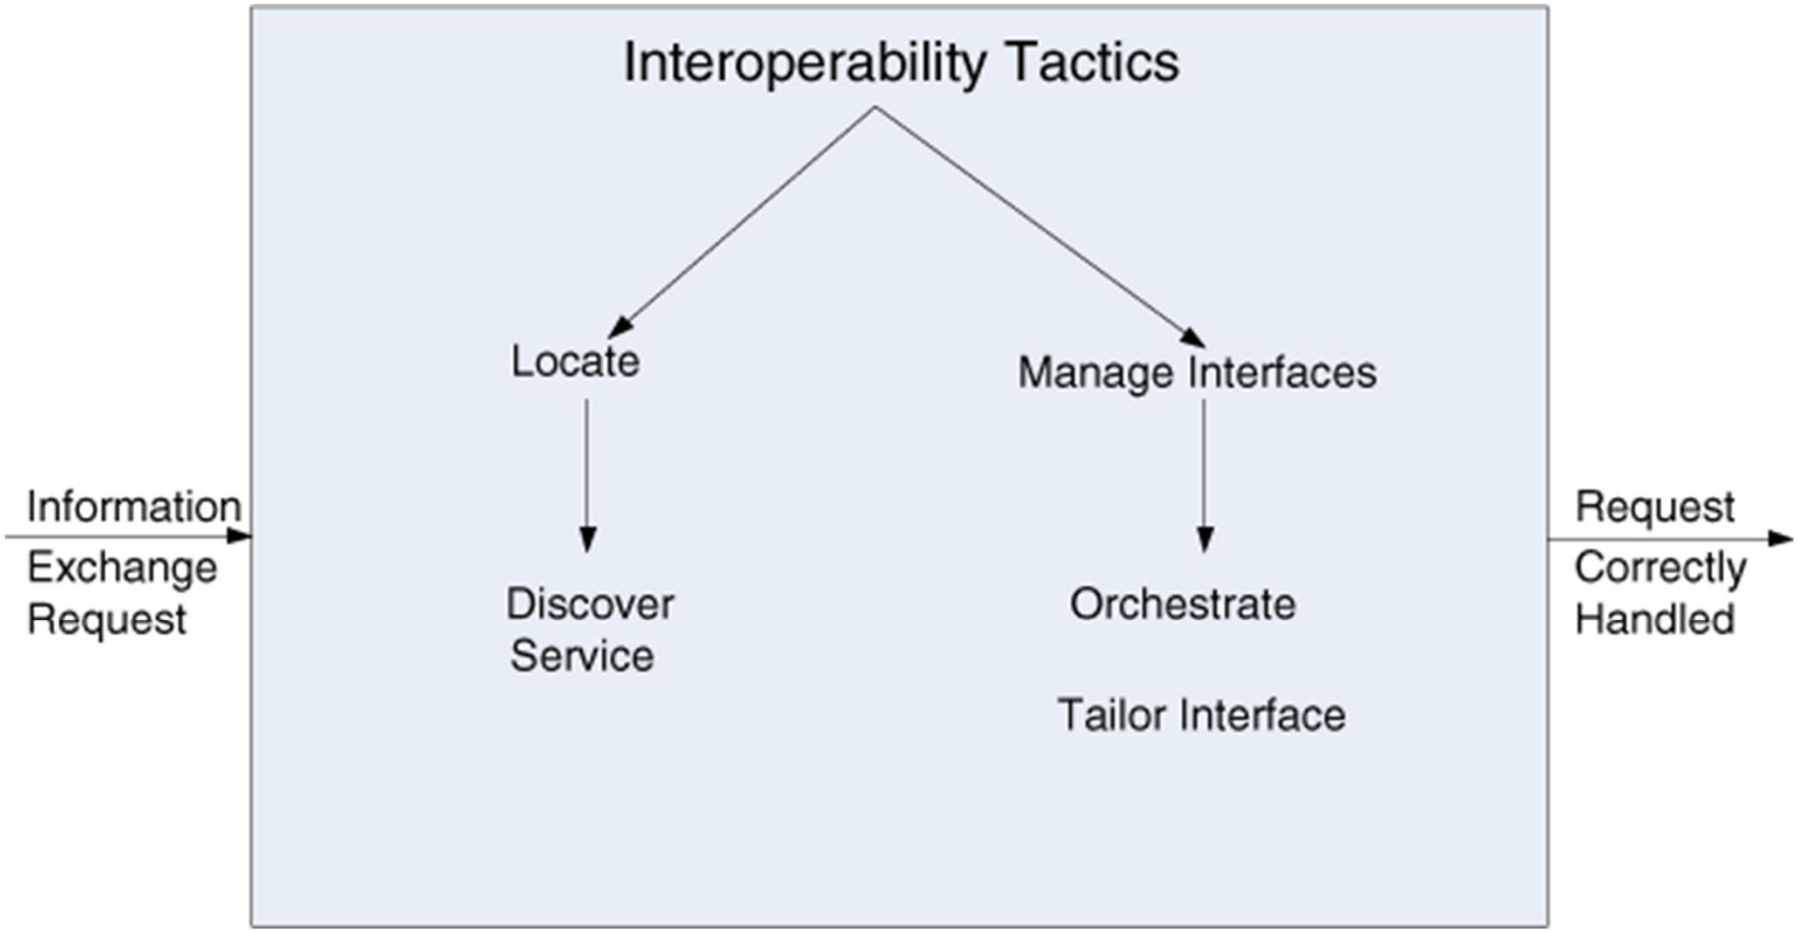 Interoperability Tactics
Locate
Manage Interfaces
Information
Exchange
Request
Discover
Service
Orchestrate
Tailor Interface
Request
Correctly
Handled